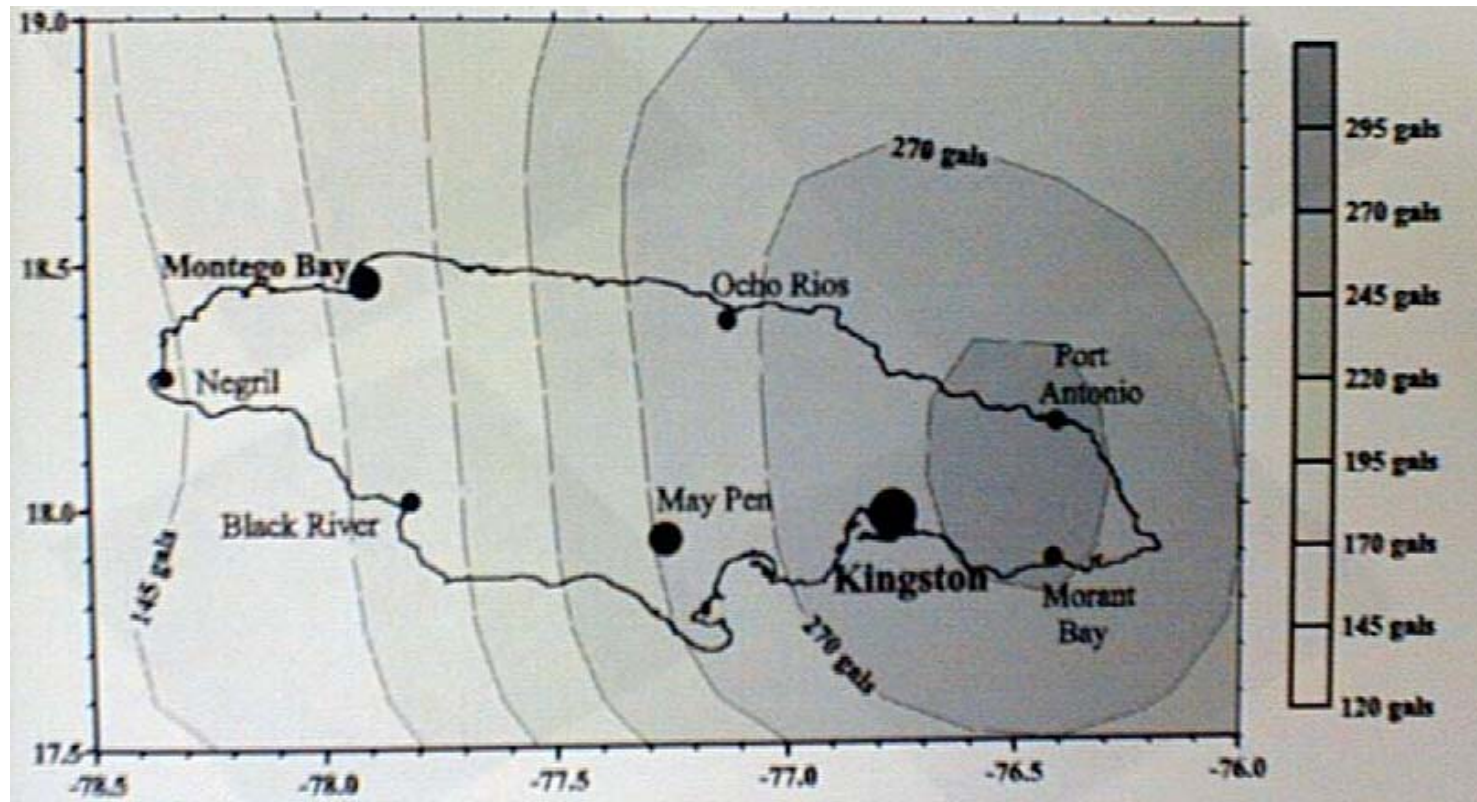 19.0
18.5
18.0
17.5
-78.5
-78.0
-77.5
-77.0
-76.5
-76.0
270 gals
Montego Bay
Ocho Rios
Negril
Port
Antonio
Black River
May Pen
145 gals
Kingston
Morant
Bay
270 gals
295 gals
270 gals
245 gals
220 gals
195 gals
170 gals
145 gals
120 gals